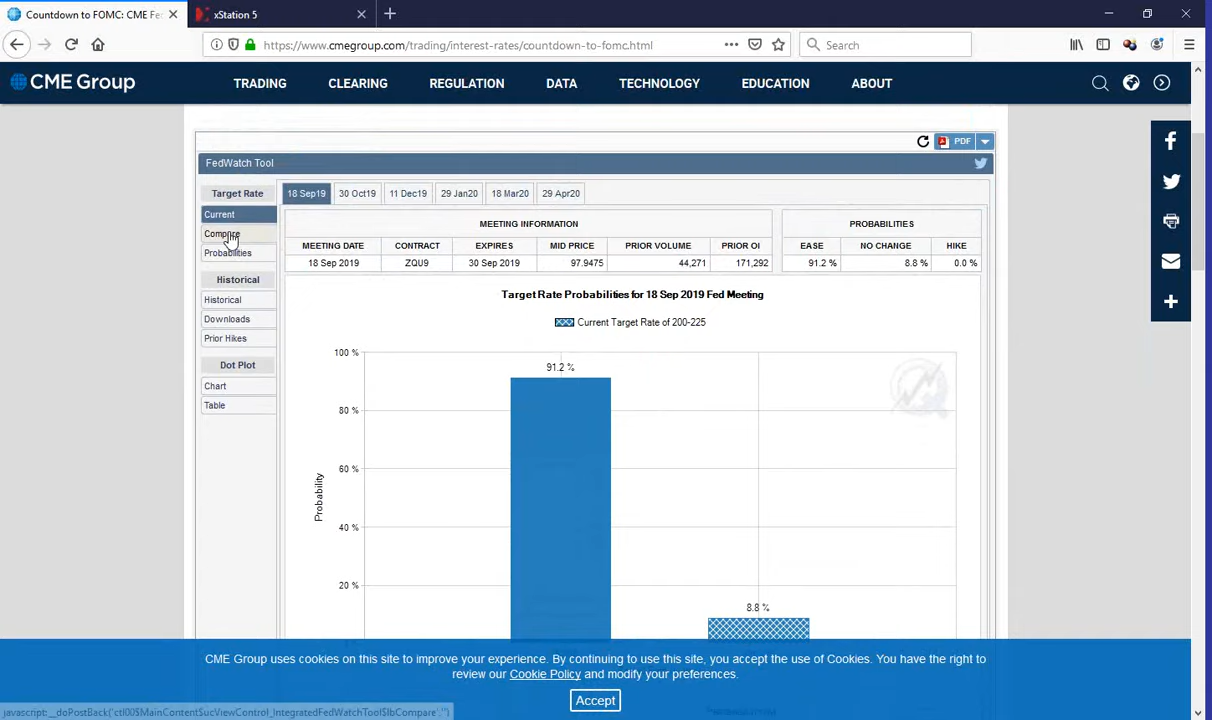 Countdown to FOMC: CME Fe
xStation 5
https://www.cmegroup.com/trading/interest-rates/countdown-to-fomc.html
Search
CME Group
TRADING
CLEARING
REGULATION
DATA
TECHNOLOGY
EDUCATION
ABOUT
PDF
FedWatch Tool
Target Rate
Current
Compare
Probabilities
Historical
Historical
Downloads
Prior Hikes
Dot Plot
Chart
Table
18 Sep19 30 Oct19 11 Dec19 29 Jan20 18 Mar20 29 Apr20
MEETING INFORMATION
MEETING DATE CONTRACT EXPIRES MID PRICE PRIOR VOLUME PRIOR OI
18 Sep 2019 ZQU9 30 Sep 2019 97.9475 44,271 171,292
PROBABILITIES
EASE NO CHANGE HIKE
91.2 % 8.8 % 0.0 %
Target Rate Probabilities for 18 Sep 2019 Fed Meeting
Current Target Rate of 200-225
100 %
80 %
60 %
40 %
20 %
Probability
91.2 %
8.8 %
CME Group uses cookies on this site to improve your experience. By continuing to use this site, you accept the use of Cookies. You have the right to
review our Cookie Policy and modify your preferences.
Accept
javascript:__doPostBack('ctl00$MainContent$ucViewControl_IntegratedFedWatchTool$lbCompare','')